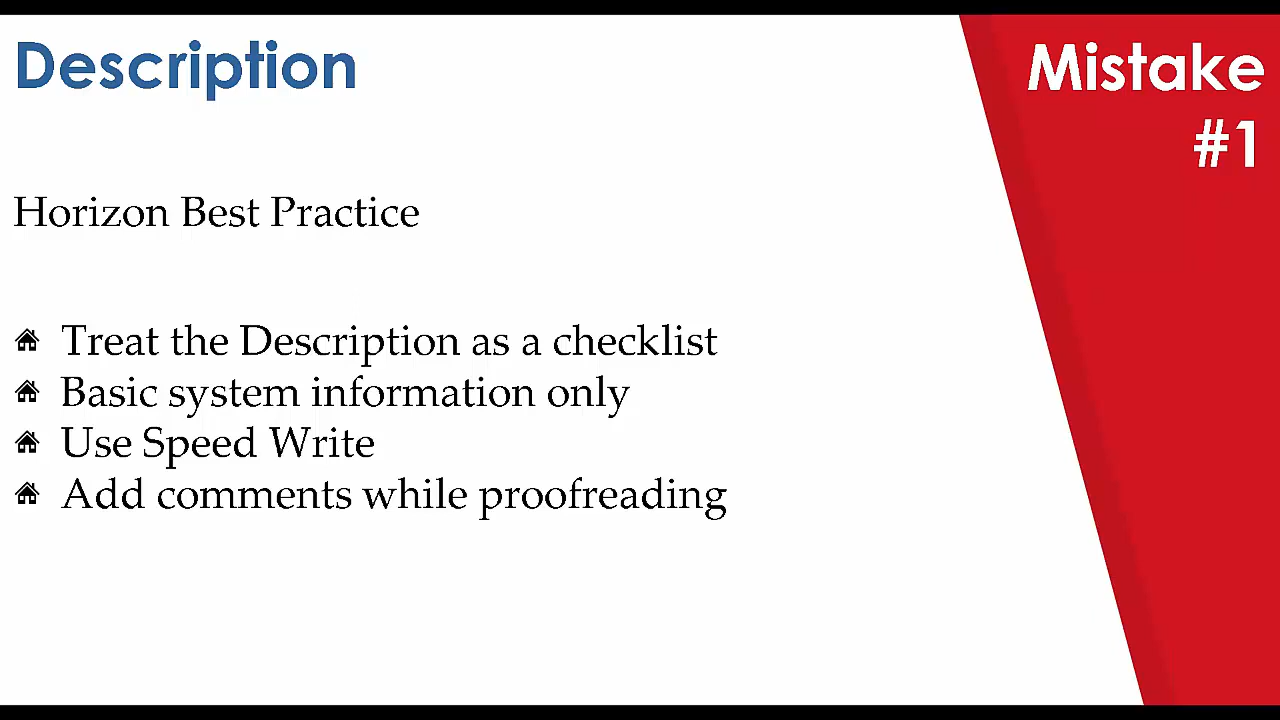 Description
Mistake
#1
Horizon Best Practice
Treat the Description as a checklist
Basic system information only
Use Speed Write
Add comments while proofreading